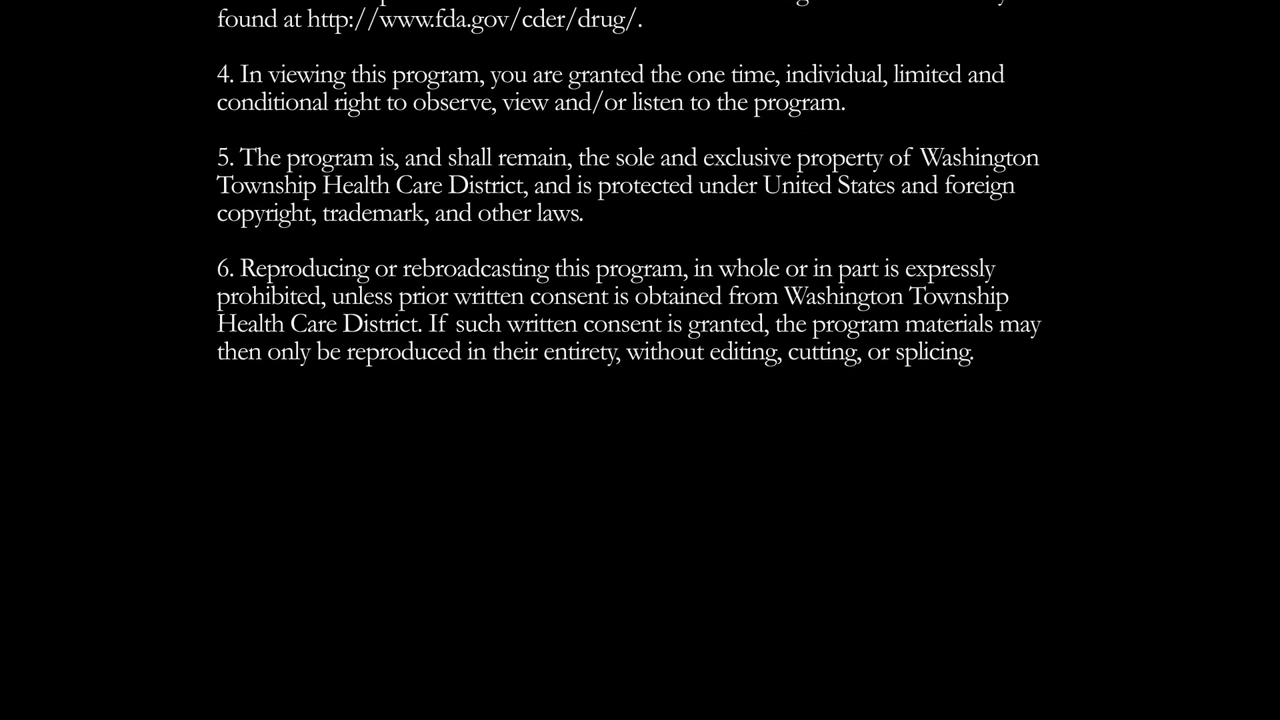 found at http://www.fda.gov/cder/drug/.
4. In viewing this program, you are granted the one time, individual, limited and
conditional right to observe, view and/or listen to the program.
5. The program is, and shall remain, the sole and exclusive property of Washington
Township Health Care District, and is protected under United States and foreign
copyright, trademark, and other laws.
6. Reproducing or rebroadcasting this program, in whole or in part is expressly
prohibited, unless prior written consent is obtained from Washington Township
Health Care District. If such written consent is granted, the program materials may
then only be reproduced in their entirety, without editing, cutting, or splicing.